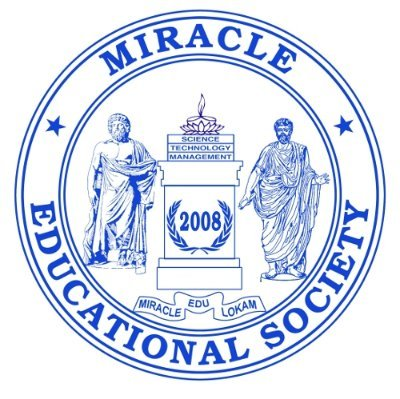 MIRACLE
SCIENCE
TECHNOLOGY
MANAGEMENT
2008
MIRACLE EDU LOKAM
EDUCATIONAL SOCIETY